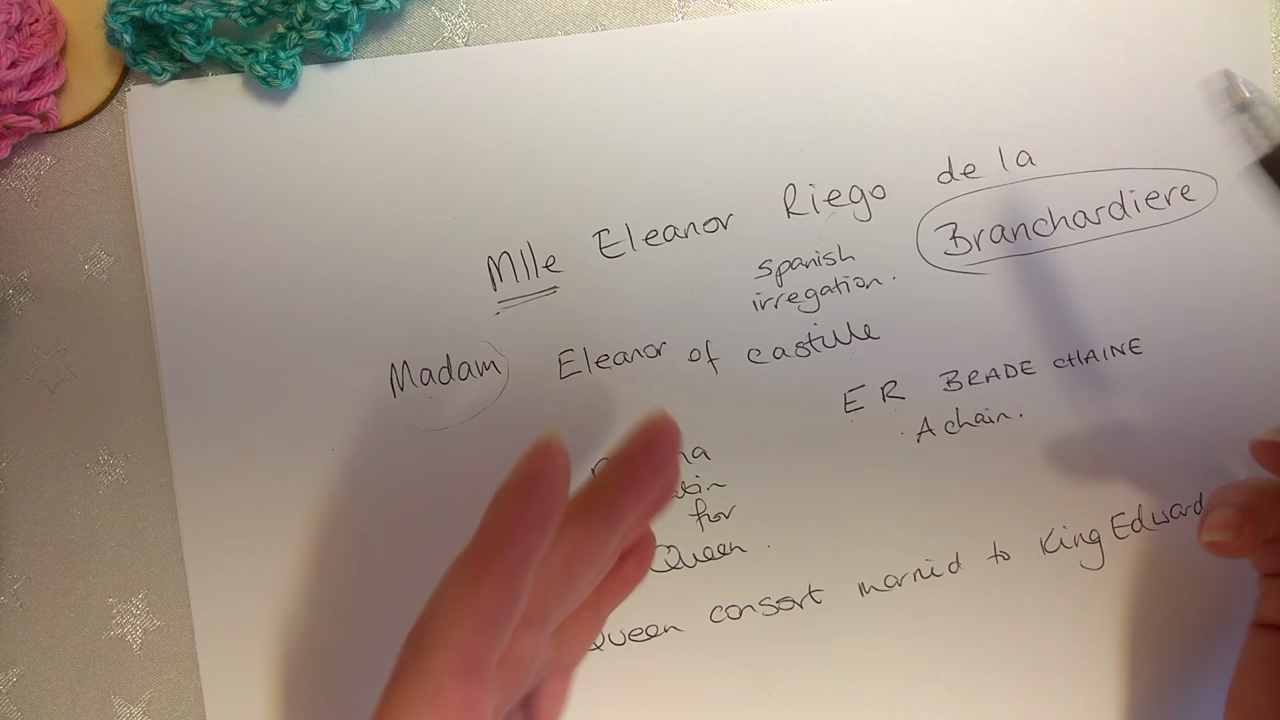 Mlle Eleanor Riego de la
Branchardiere
spanish
irregation.
Madam Eleanor of castille
E R BRADE CHAINE
A chain.
for
Queen.
Queen consort married to King Edward